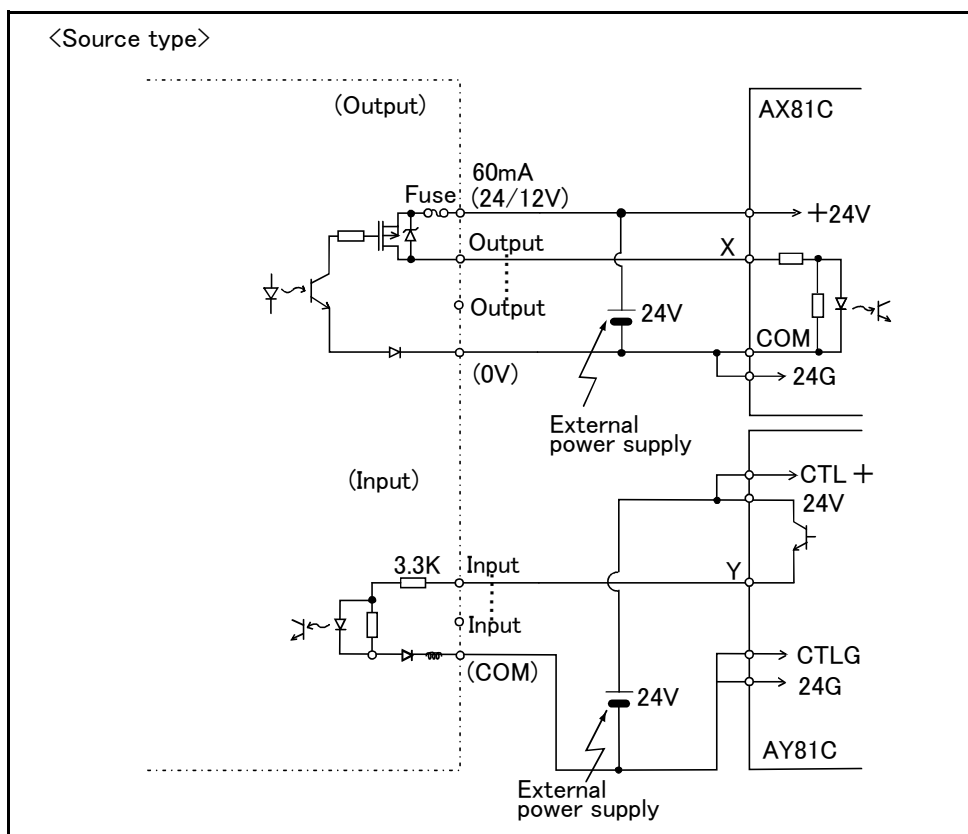 <Source type>
(Output)
AX81C
60mA
(24/12V)
Fuse
+24V
Output
X
Output
24V
COM
(0V)
24G
External
power supply
(Input)
CTL+
24V
3.3K
Input
Y
Input
(COM)
CTLG
24G
24V
AY81C
External
power supply